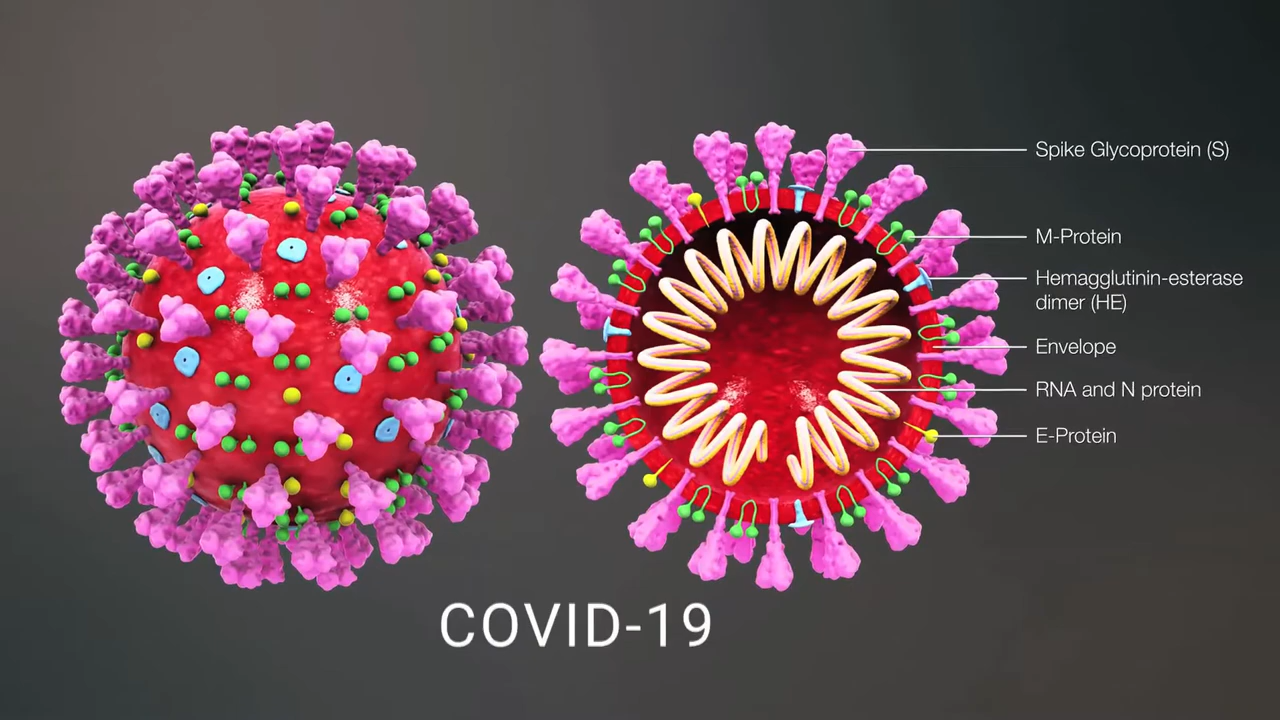 Spike Glycoprotein (S)
M-Protein
Hemagglutinin-esterase
dimer (HE)
Envelope
RNA and N protein
E-Protein
COVID-19